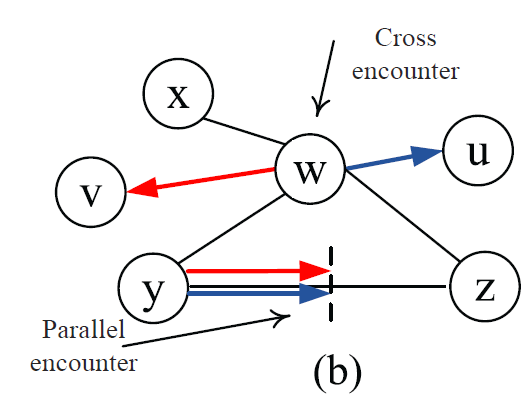 Cross
encounter
x
w
u
v
y
z
Parallel
encounter
(b)